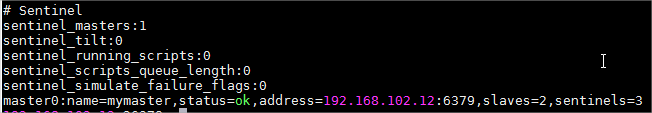 # Sentinel
sentinel_masters:1
sentinel_tilt:0
sentinel_running_scripts:0
sentinel_scripts_queue_length:0
sentinel_simulate_failure_flags:0
master0:name=mymaster,status=ok,address=192.168.102.12:6379,slaves=2,sentinels=3